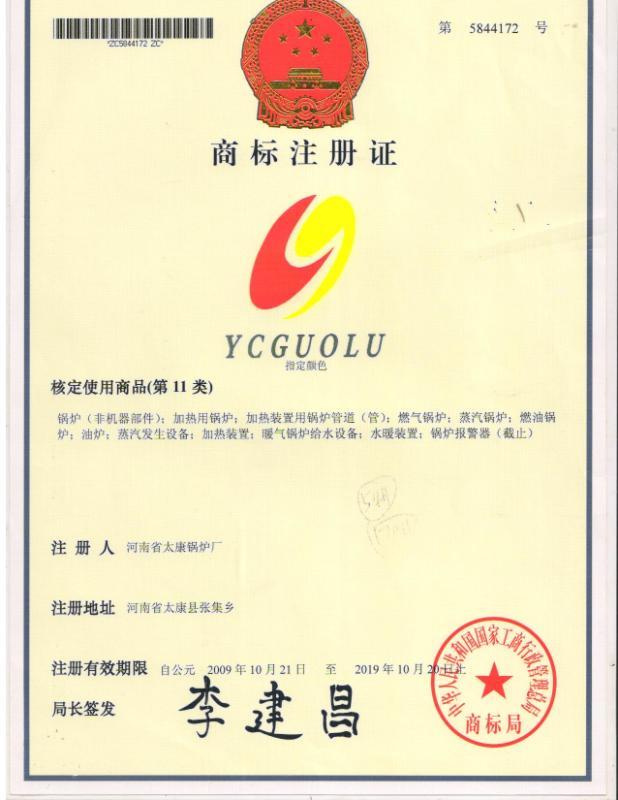 *ZC5844172 ZC*
第 5844172 号
商标注册证
YCGUOLU
指定颜色
核定使用商品(第 11 类)
锅炉（非机器部件）；加热用锅炉；加热装置用锅炉管道（管）；燃气锅炉；蒸汽锅炉；燃油锅
炉；油炉；蒸汽发生设备；加热装置；暖气锅炉给水设备；水暖装置；锅炉报警器（截止）
注 册 人 河南省太康锅炉厂
注册地址 河南省太康县张集乡
注册有效期限 自公元 2009 年 10 月 21 日 至 2019 年 10 月 20 日止
局长签发 李建昌
中华人民共和国国家工商行政管理总局
商标局